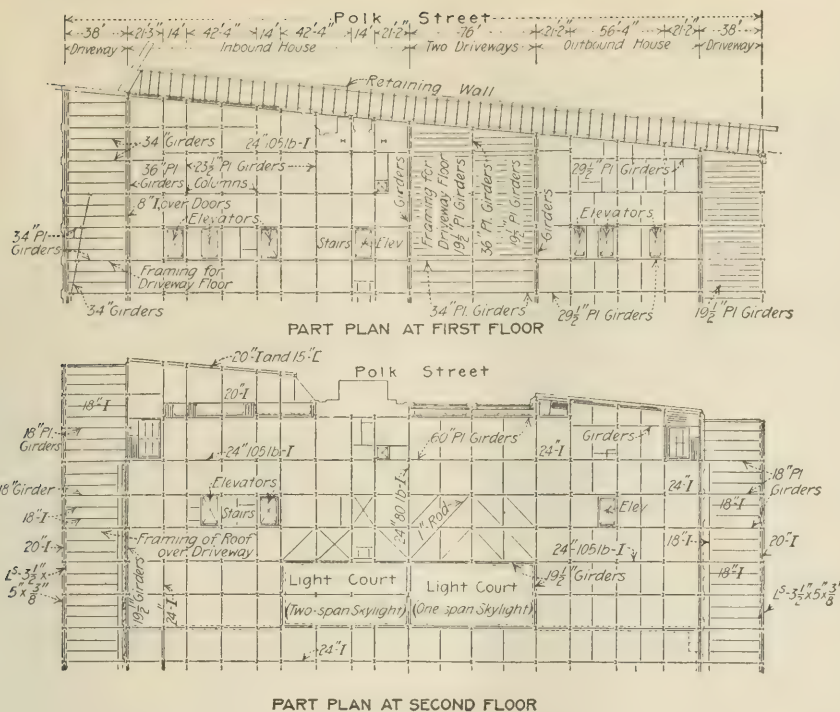 Polk Street
38' 21'-3" 14' 42'-4" 14' 42'-4" 14' 21'2" 76' 21'2" 56'-4" 21'2" 38'
Driveway Inbound House Two Driveways Outbound House Driveway
Retaining Wall
34" Girders
24" 105 lb-I
36" Pl
Girders
23½" Pl Girders
Columns
8" I, over Doors
Elevators
34" Pl
Girders
Framing for
Driveway Floor
34" Girders
Stairs
Elev
Girders
Framing for
Driveway Floor
19½" Pl Girders
36" Pl. Girders
19½" Pl Girders
Girders
29½" Pl Girders
Elevators
34" Pl. Girders
29½" Pl Girders
19½" Pl Girders
PART PLAN AT FIRST FLOOR
20" I and 15" C
Polk Street
18" I
20" I
18" Pl
Girders
24" 105 lb-I
60" Pl Girders
24" I
Girders
18" Girder
18" I
20" I
Elevators
Stairs
24" 80 lb-I
1" Rod
Elev
24" I
18" Pl
Girders
18" I
20" I
Framing of Roof
over Driveway
24" 105 lb-I
18" I
Lˢ-3½" x
5" x 3/8"
19½" Girders
24" I
Light Court
(Two-span Skylight)
Light Court
(One span Skylight)
19½" Girders
18" I
Lˢ-3½" x 5" x 3/8"
24" I
PART PLAN AT SECOND FLOOR